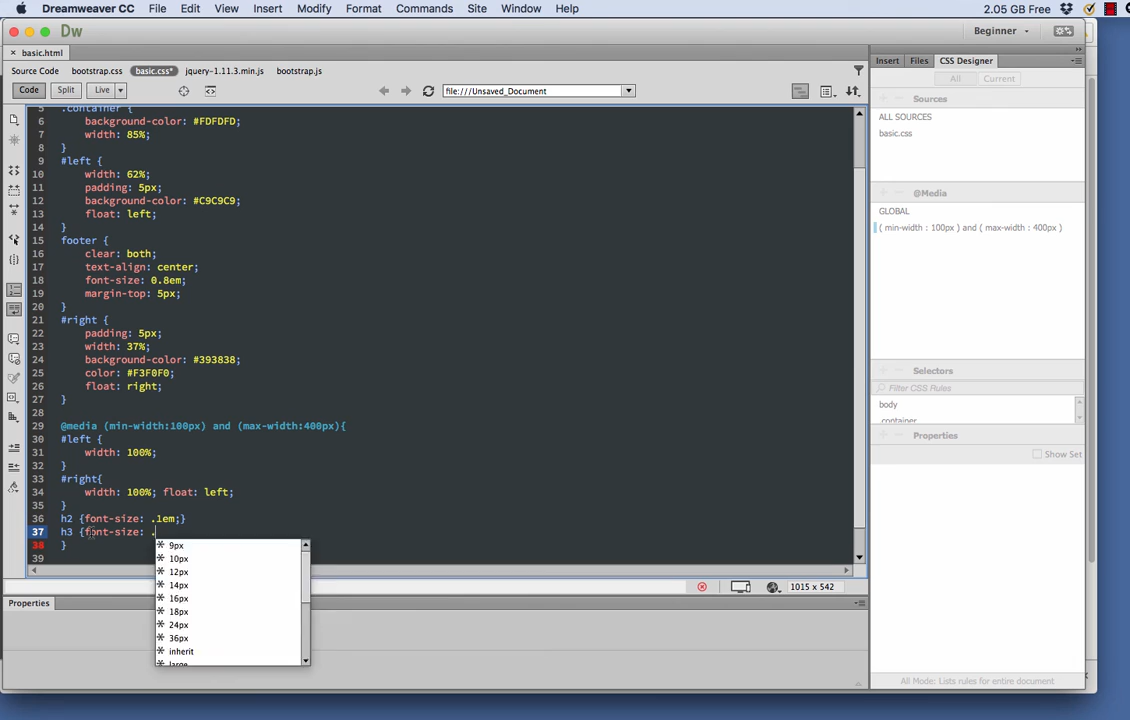 Dreamweaver CC File Edit View Insert Modify Format Commands Site Window Help 2.05 GB Free
Dw Beginner
× basic.html
Source Code bootstrap.css basic.css* jquery-1.11.3.min.js bootstrap.js
Code Split Live file:///Unsaved_Document
5 .container {
6 background-color: #FDFDFD;
7 width: 85%;
8 }
9 #left {
10 width: 62%;
11 padding: 5px;
12 background-color: #C9C9C9;
13 float: left;
14 }
15 footer {
16 clear: both;
17 text-align: center;
18 font-size: 0.8em;
19 margin-top: 5px;
20 }
21 #right {
22 padding: 5px;
23 width: 37%;
24 background-color: #393838;
25 color: #F3F0F0;
26 float: right;
27 }
28
29 @media (min-width:100px) and (max-width:400px){
30 #left {
31 width: 100%;
32 }
33 #right{
34 width: 100%; float: left;
35 }
36 h2 {font-size: .1em;}
37 h3 {font-size: .
38 }
39
9px
10px
12px
14px
16px
18px
24px
36px
inherit
large
1015 x 542
Properties
Insert Files CSS Designer
All Current
Sources
ALL SOURCES
basic.css
@Media
GLOBAL
( min-width : 100px ) and ( max-width : 400px )
Selectors
Filter CSS Rules
body
.container
Properties
Show Set
All Mode: Lists rules for entire document